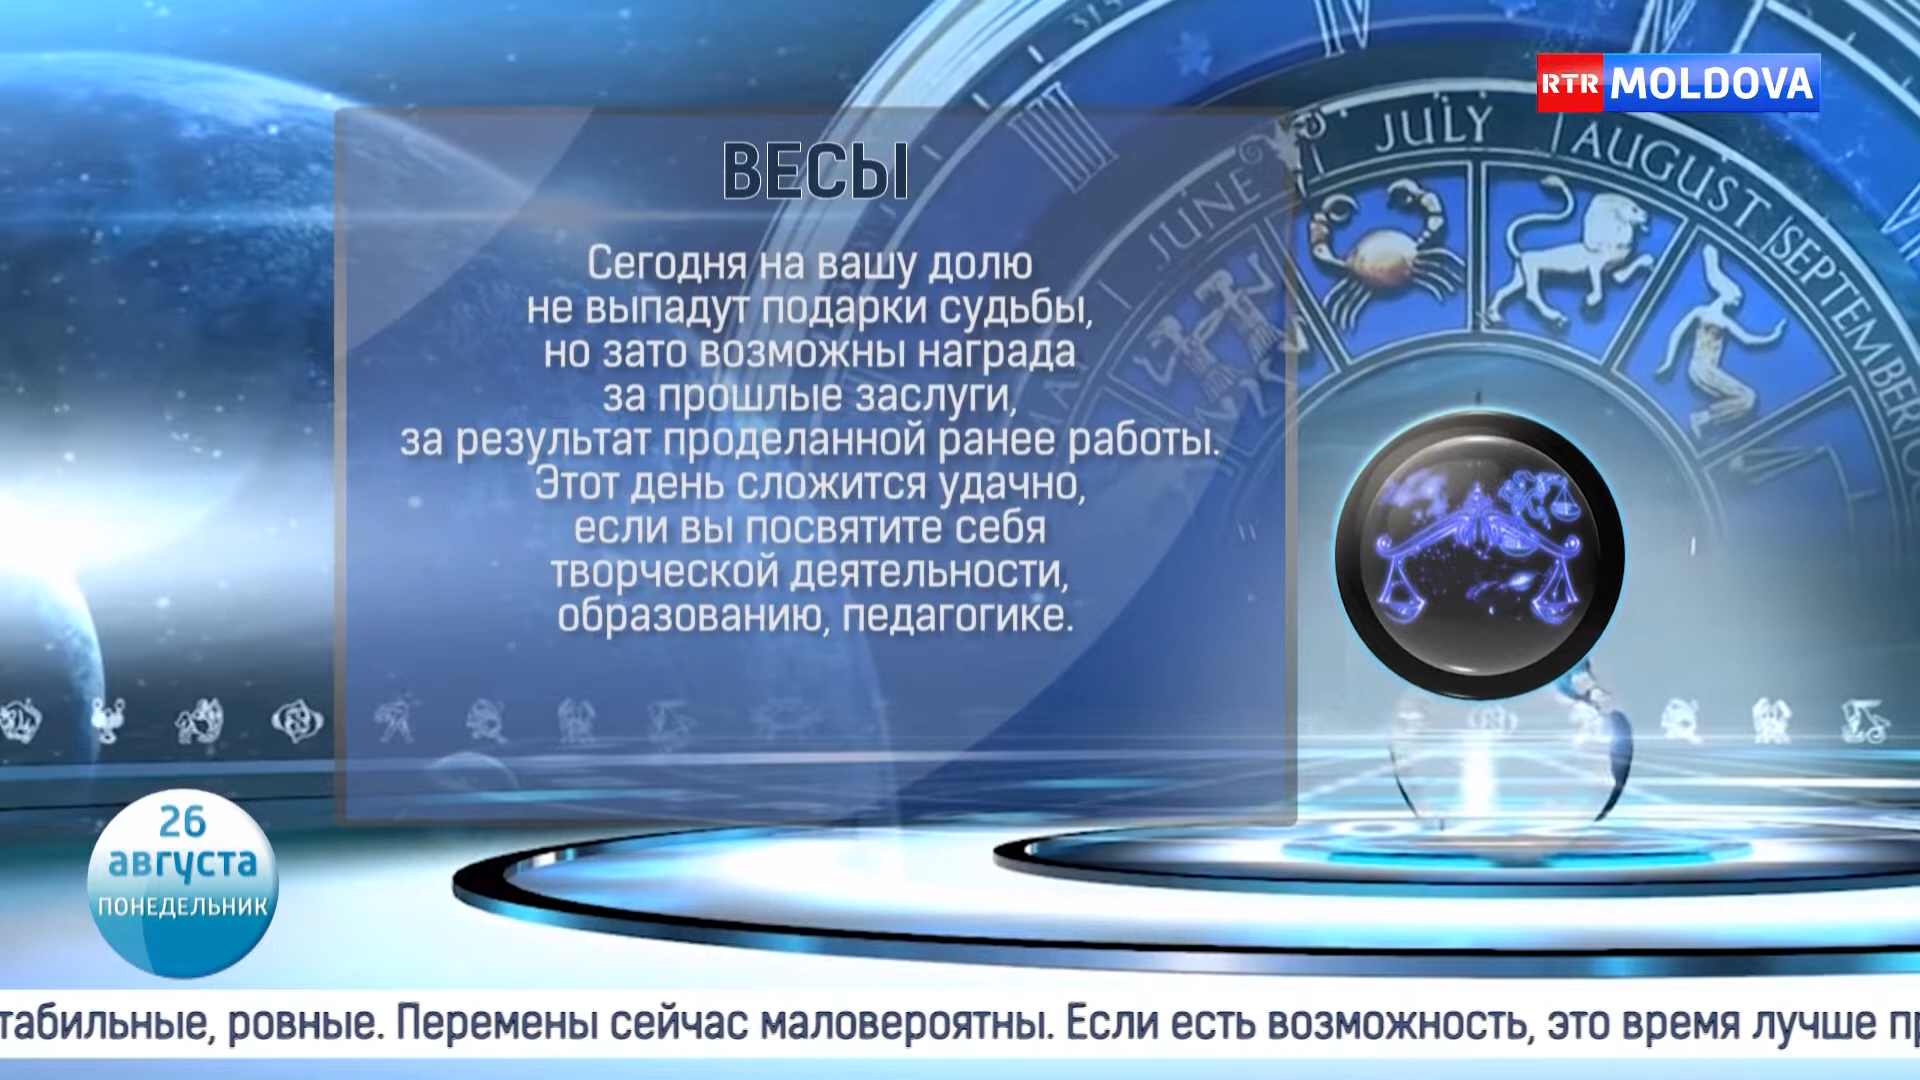 RTR MOLDOVA
JUNE
JULY
AUGUST
SEPTEMBER
ВЕСЫ
Сегодня на вашу долю
не выпадут подарки судьбы,
но зато возможны награда
за прошлые заслуги,
за результат проделанной ранее работы.
Этот день сложится удачно,
если вы посвятите себя
творческой деятельности,
образованию, педагогике.
26
августа
ПОНЕДЕЛЬНИК
табильные, ровные. Перемены сейчас маловероятны. Если есть возможность, это время лучше пр